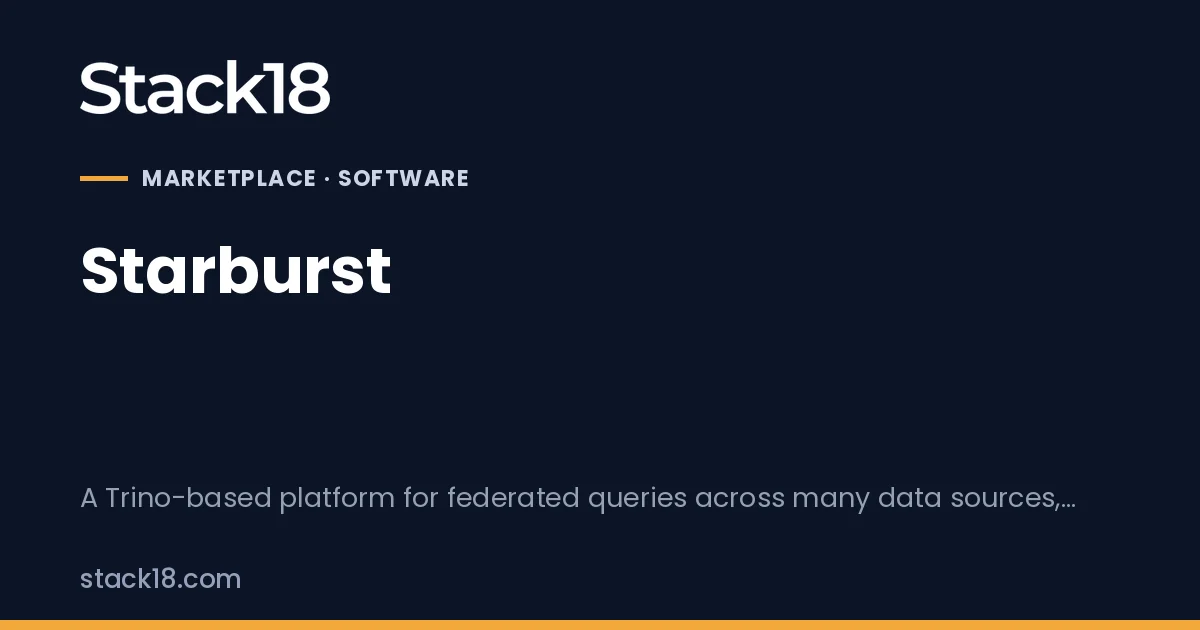 Stack18
MARKETPLACE · SOFTWARE
Starburst
A Trino-based platform for federated queries across many data sources,...
stack18.com